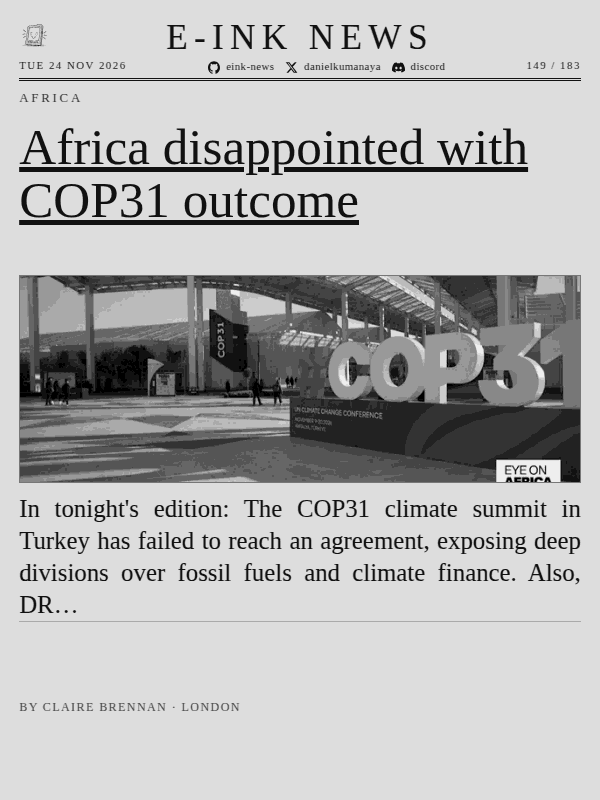 E-INK NEWS
TUE 24 NOV 2026
eink-news
danielkumanaya
discord
149 / 183
AFRICA
Africa disappointed with
COP31 outcome
COP31
COP31
UN CLIMATE CHANGE CONFERENCE
EYE ON
AFRICA
In tonight's edition: The COP31 climate summit in
Turkey has failed to reach an agreement, exposing deep
divisions over fossil fuels and climate finance. Also,
DR…
BY CLAIRE BRENNAN · LONDON